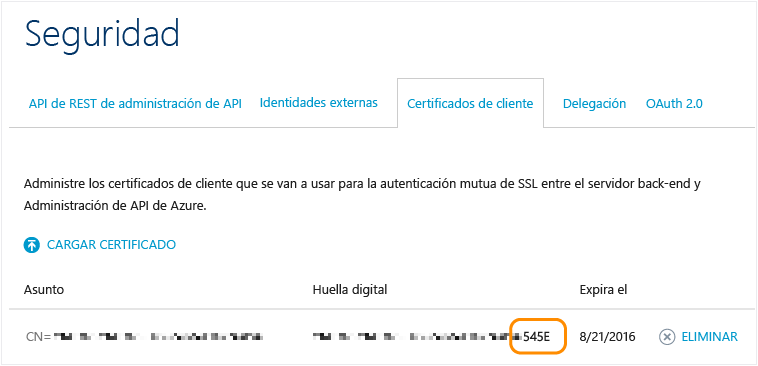 Seguridad
API de REST de administración de API Identidades externas Certificados de cliente Delegación OAuth 2.0
Administre los certificados de cliente que se van a usar para la autenticación mutua de SSL entre el servidor back-end y
Administración de API de Azure.
CARGAR CERTIFICADO
Asunto Huella digital Expira el
CN= 545E 8/21/2016 ELIMINAR